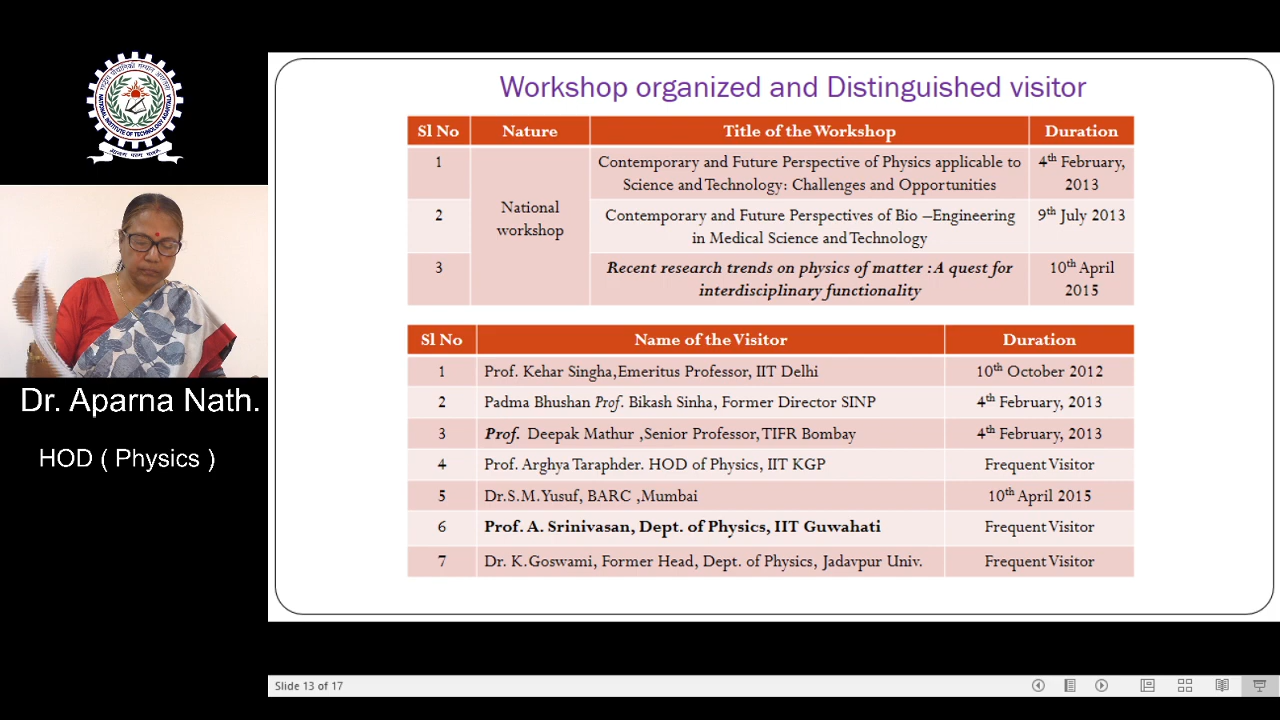 Workshop organized and Distinguished visitor
Sl No Nature Title of the Workshop Duration
1 National workshop Contemporary and Future Perspective of Physics applicable to Science and Technology: Challenges and Opportunities 4th February, 2013
2 Contemporary and Future Perspectives of Bio –Engineering in Medical Science and Technology 9th July 2013
3 Recent research trends on physics of matter : A quest for interdisciplinary functionality 10th April 2015
Sl No Name of the Visitor Duration
1 Prof. Kehar Singha,Emeritus Professor, IIT Delhi 10th October 2012
2 Padma Bhushan Prof. Bikash Sinha, Former Director SINP 4th February, 2013
3 Prof. Deepak Mathur ,Senior Professor, TIFR Bombay 4th February, 2013
4 Prof. Arghya Taraphder. HOD of Physics, IIT KGP Frequent Visitor
5 Dr.S.M.Yusuf, BARC ,Mumbai 10th April 2015
6 Prof. A. Srinivasan, Dept. of Physics, IIT Guwahati Frequent Visitor
7 Dr. K.Goswami, Former Head, Dept. of Physics, Jadavpur Univ. Frequent Visitor
Dr. Aparna Nath.
HOD ( Physics )
Slide 13 of 17